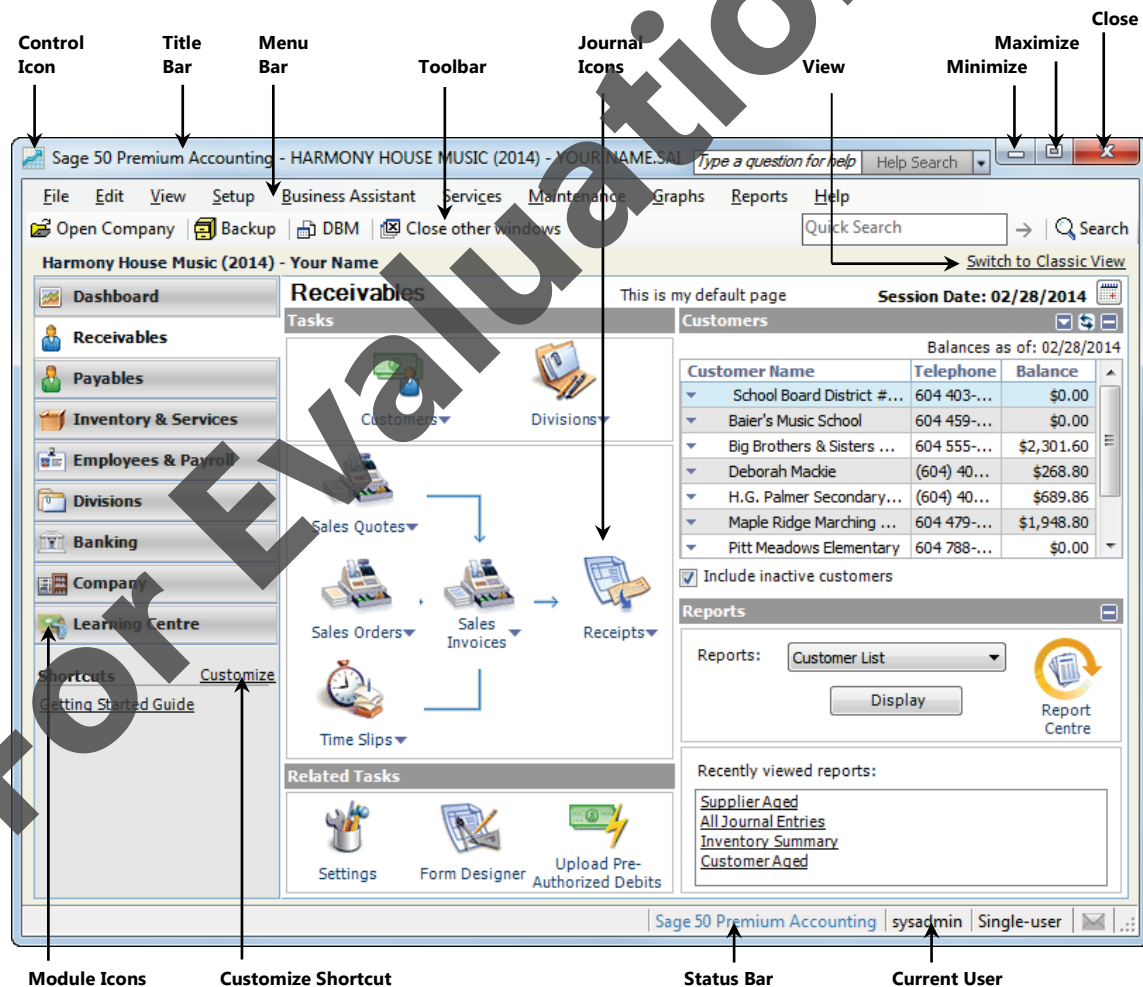 Close
Control Icon
Title Bar
Menu Bar
Toolbar
Journal Icons
View
Maximize
Minimize
Sage 50 Premium Accounting - HARMONY HOUSE MUSIC (2014) - YOUR NAME.SAI
Type a question for help
Help Search
File Edit View Setup Business Assistant Services Maintenance Graphs Reports Help
Open Company Backup DBM Close other windows
Quick Search
Search
Harmony House Music (2014) - Your Name
Switch to Classic View
Dashboard
Receivables
Payables
Inventory & Services
Employees & Payroll
Divisions
Banking
Company
Learning Centre
Shortcuts Customize
Getting Started Guide
Receivables
This is my default page
Session Date: 02/28/2014
Tasks
Customers
Divisions
Sales Quotes
Sales Orders
Sales Invoices
Receipts
Time Slips
Related Tasks
Settings
Form Designer
Upload Pre-Authorized Debits
Customers
Balances as of: 02/28/2014
Customer Name Telephone Balance
School Board District #... 604 403-... $0.00
Baier's Music School 604 459-... $0.00
Big Brothers & Sisters ... 604 555-... $2,301.60
Deborah Mackie (604) 40... $268.80
H.G. Palmer Secondary... (604) 40... $689.86
Maple Ridge Marching ... 604 479-... $1,948.80
Pitt Meadows Elementary 604 788-... $0.00
Include inactive customers
Reports
Reports: Customer List
Display
Report Centre
Recently viewed reports:
Supplier Aged
All Journal Entries
Inventory Summary
Customer Aged
Sage 50 Premium Accounting sysadmin Single-user
Module Icons
Customize Shortcut
Status Bar
Current User
For Evaluation